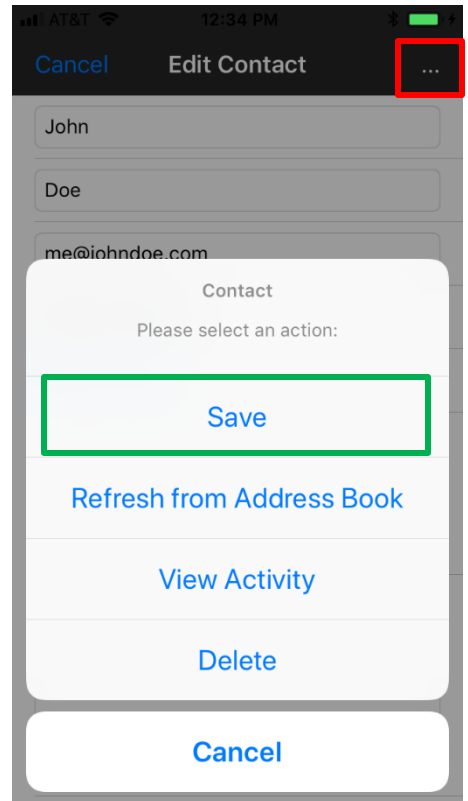 AT&T 12:34 PM
Cancel Edit Contact ...
John
Doe
me@johndoe.com
Contact
Please select an action:
Save
Refresh from Address Book
View Activity
Delete
Cancel